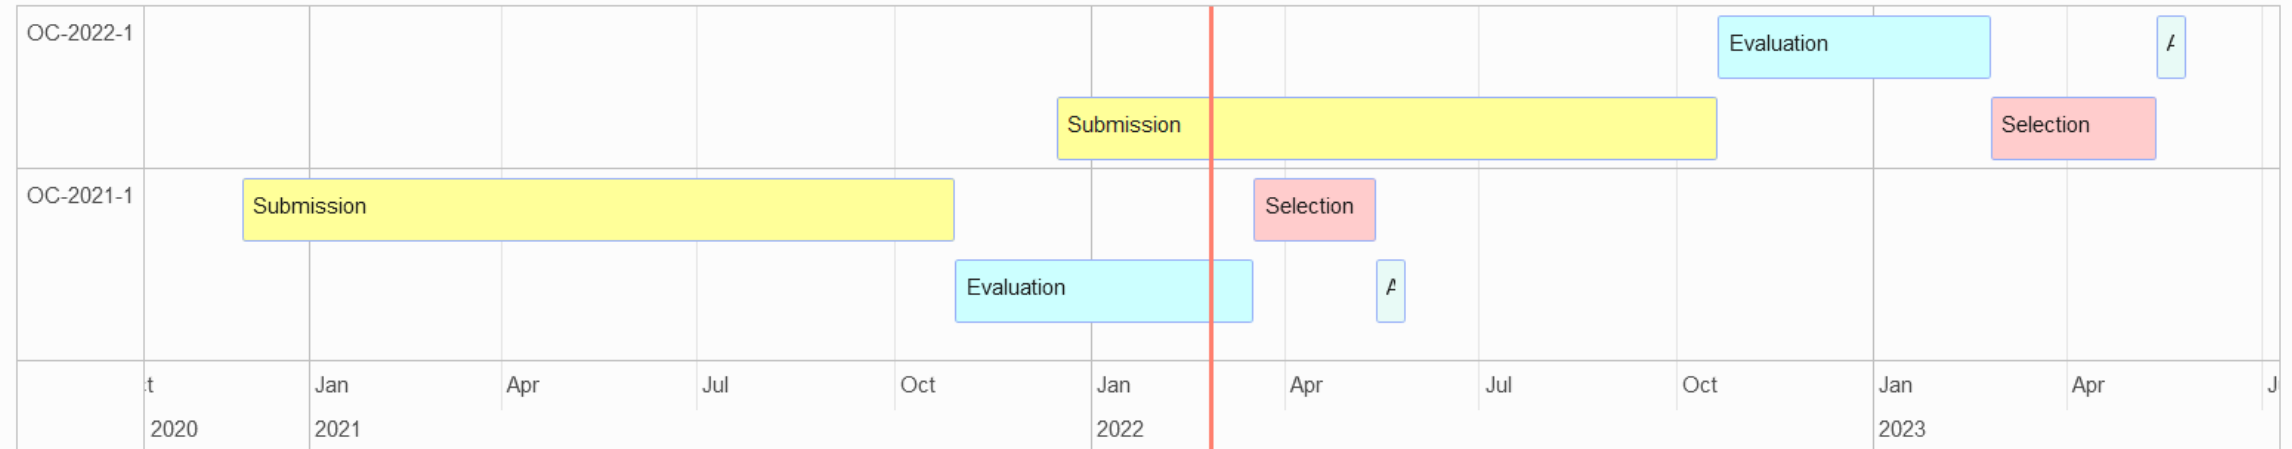 OC-2022-1
Evaluation
Submission
Selection
OC-2021-1
Submission
Selection
Evaluation
Jan Apr Jul Oct Jan Apr Jul Oct Jan Apr
2020 2021 2022 2023